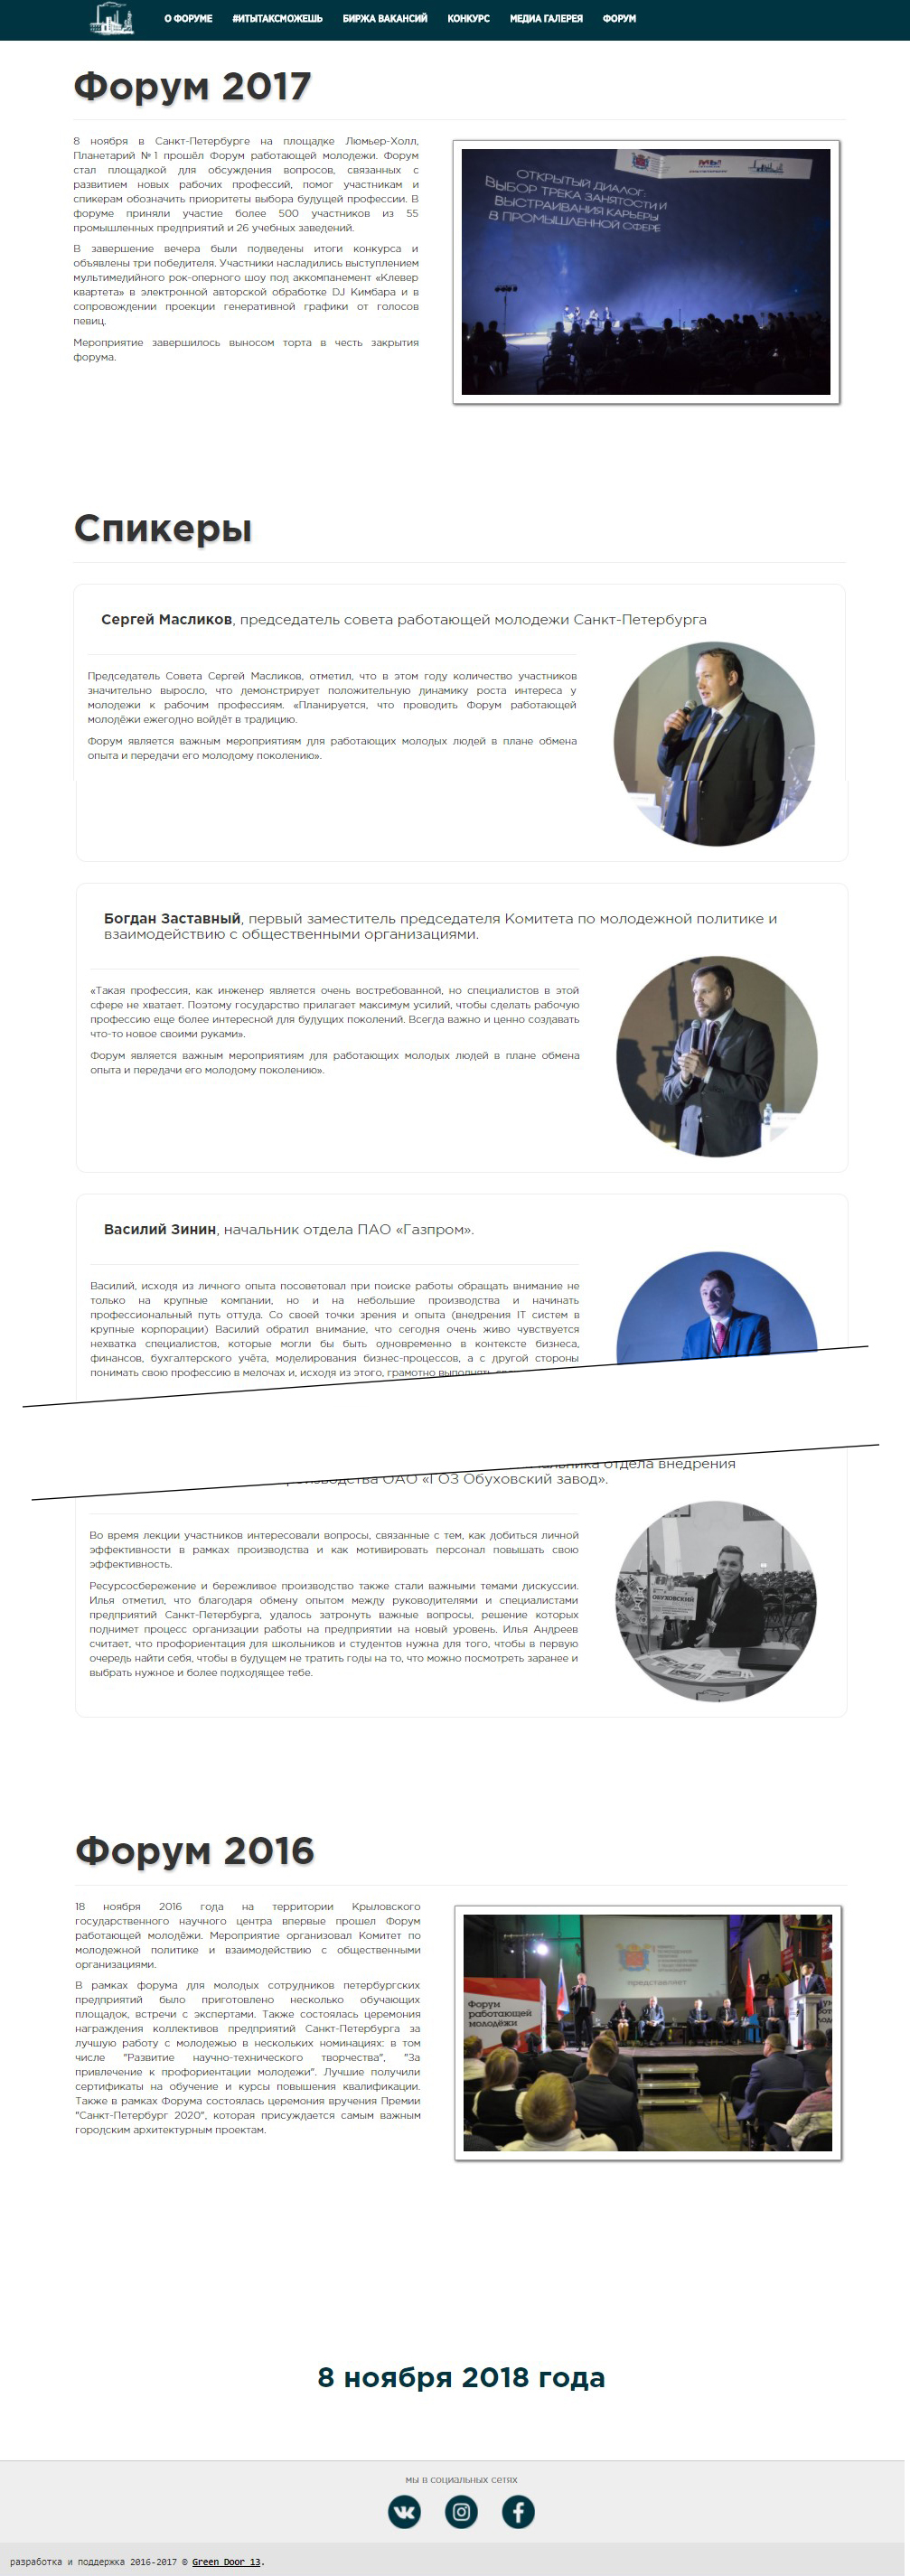 О ФОРУМЕ #ИТЫТАКСМОЖЕШЬ БИРЖА ВАКАНСИЙ КОНКУРС МЕДИА ГАЛЕРЕЯ ФОРУМ
Форум 2017
8 ноября в Санкт-Петербурге на площадке Люмьер-Холл,
Планетарий №1 прошёл Форум работающей молодежи. Форум
стал площадкой для обсуждения вопросов, связанных с
развитием новых рабочих профессий, помог участникам и
спикерам обозначить приоритеты выбора будущей профессии. В
форуме приняли участие более 500 участников из 55
промышленных предприятий и 26 учебных заведений.
В завершение вечера были подведены итоги конкурса и
объявлены три победителя. Участники насладились выступлением
мультимедийного рок-оперного шоу под аккомпанемент «Клевер
квартета» в электронной авторской обработке DJ Кимбара и в
сопровождении проекции генеративной графики от голосов
певиц.
Мероприятие завершилось выносом торта в честь закрытия
форума.
ОТКРЫТЫЙ ДИАЛОГ:
ВЫБОР ТРЕКА ЗАНЯТОСТИ И
ВЫСТРАИВАНИЯ КАРЬЕРЫ
В ПРОМЫШЛЕННОЙ СФЕРЕ
Спикеры
Сергей Масликов, председатель совета работающей молодежи Санкт-Петербурга
Председатель Совета Сергей Масликов, отметил, что в этом году количество участников
значительно выросло, что демонстрирует положительную динамику роста интереса у
молодежи к рабочим профессиям. «Планируется, что проводить Форум работающей
молодёжи ежегодно войдёт в традицию.
Форум является важным мероприятиям для работающих молодых людей в плане обмена
опыта и передачи его молодому поколению».
Богдан Заставный, первый заместитель председателя Комитета по молодежной политике и
взаимодействию с общественными организациями.
«Такая профессия, как инженер является очень востребованной, но специалистов в этой
сфере не хватает. Поэтому государство прилагает максимум усилий, чтобы сделать рабочую
профессию еще более интересной для будущих поколений. Всегда важно и ценно создавать
что-то новое своими руками».
Форум является важным мероприятиям для работающих молодых людей в плане обмена
опыта и передачи его молодому поколению».
Василий Зинин, начальник отдела ПАО «Газпром».
Василий, исходя из личного опыта посоветовал при поиске работы обращать внимание не
только на крупные компании, но и на небольшие производства и начинать
профессиональный путь оттуда. Со своей точки зрения и опыта (внедрения IT систем в
крупные корпорации) Василий обратил внимание, что сегодня очень живо чувствуется
нехватка специалистов, которые могли бы быть одновременно в контексте бизнеса,
финансов, бухгалтерского учёта, моделирования бизнес-процессов, а с другой стороны
понимать свою профессию в мелочах и, исходя из этого, грамотно выполнять
отдела внедрения
ОАО «ГОЗ Обуховский завод».
Во время лекции участников интересовали вопросы, связанные с тем, как добиться личной
эффективности в рамках производства и как мотивировать персонал повышать свою
эффективность.
Ресурсосбережение и бережливое производство также стали важными темами дискуссии.
Илья отметил, что благодаря обмену опытом между руководителями и специалистами
предприятий Санкт-Петербурга, удалось затронуть важные вопросы, решение которых
поднимет процесс организации работы на предприятии на новый уровень. Илья Андреев
считает, что профориентация для школьников и студентов нужна для того, чтобы в первую
очередь найти себя, чтобы в будущем не тратить годы на то, что можно посмотреть заранее и
выбрать нужное и более подходящее тебе.
ОБУХОВСКИЙ
Форум 2016
18 ноября 2016 года на территории Крыловского
государственного научного центра впервые прошел Форум
работающей молодёжи. Мероприятие организовал Комитет по
молодежной политике и взаимодействию с общественными
организациями.
В рамках форума для молодых сотрудников петербургских
предприятий было приготовлено несколько обучающих
площадок, встречи с экспертами. Также состоялась церемония
награждения коллективов предприятий Санкт-Петербурга за
лучшую работу с молодежью в нескольких номинациях: в том
числе "Развитие научно-технического творчества", "За
привлечение к профориентации молодежи". Лучшие получили
сертификаты на обучение и курсы повышения квалификации.
Также в рамках Форума состоялась церемония вручения Премии
"Санкт-Петербург 2020", которая присуждается самым важным
городским архитектурным проектам.
представляет
Форум
работающей
молодёжи
8 ноября 2018 года
мы в социальных сетях
разработка и поддержка 2016-2017 © Green Door 13.